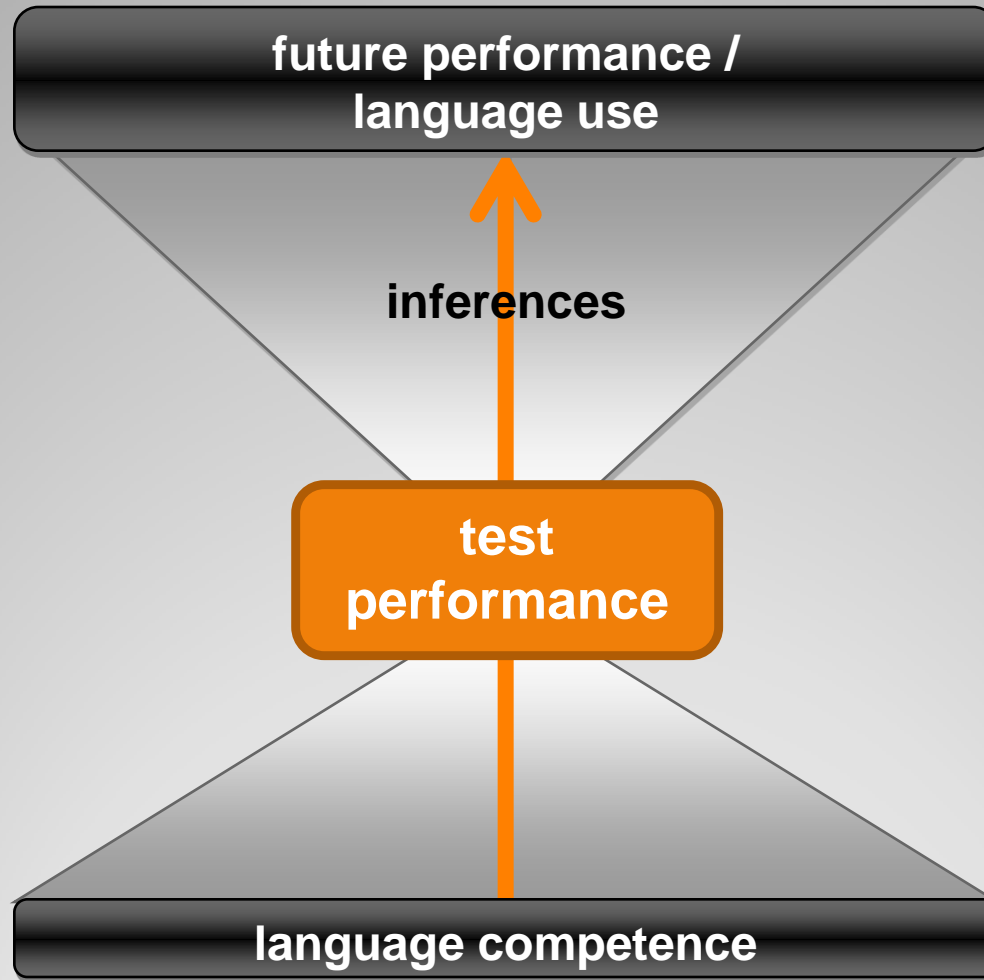 future performance /
language use
inferences
test
performance
language competence